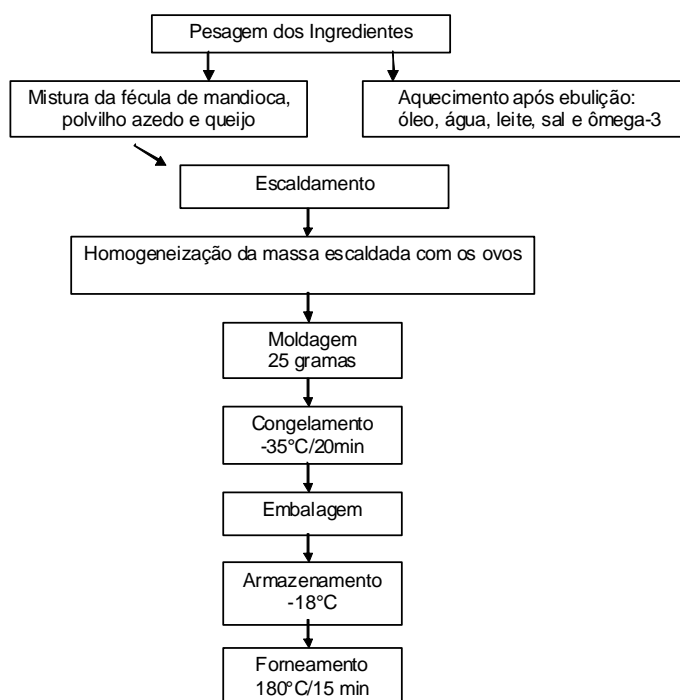 Pesagem dos Ingredientes
Mistura da fécula de mandioca,
polvilho azedo e queijo
Aquecimento após ebulição:
óleo, água, leite, sal e ômega-3
Escaldamento
Homogeneização da massa escaldada com os ovos
Moldagem
25 gramas
Congelamento
-35°C/20min
Embalagem
Armazenamento
-18°C
Forneamento
180°C/15 min